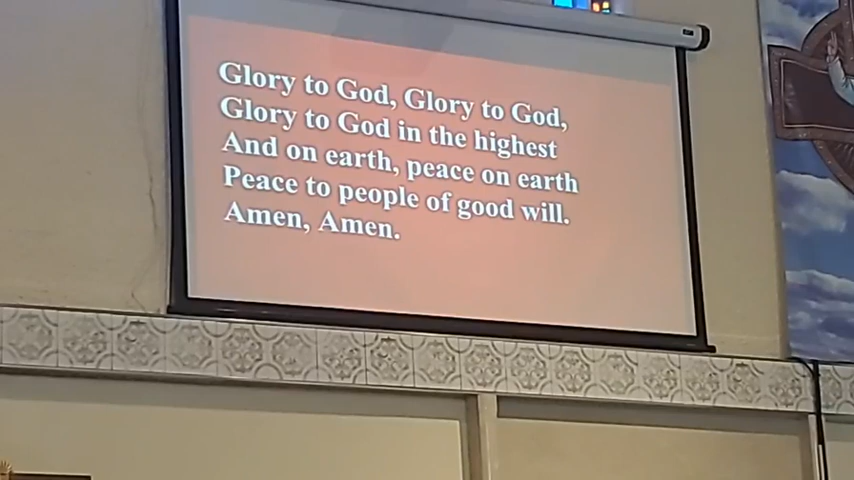 Glory to God, Glory to God,
Glory to God in the highest
And on earth, peace on earth
Peace to people of good will.
Amen, Amen.